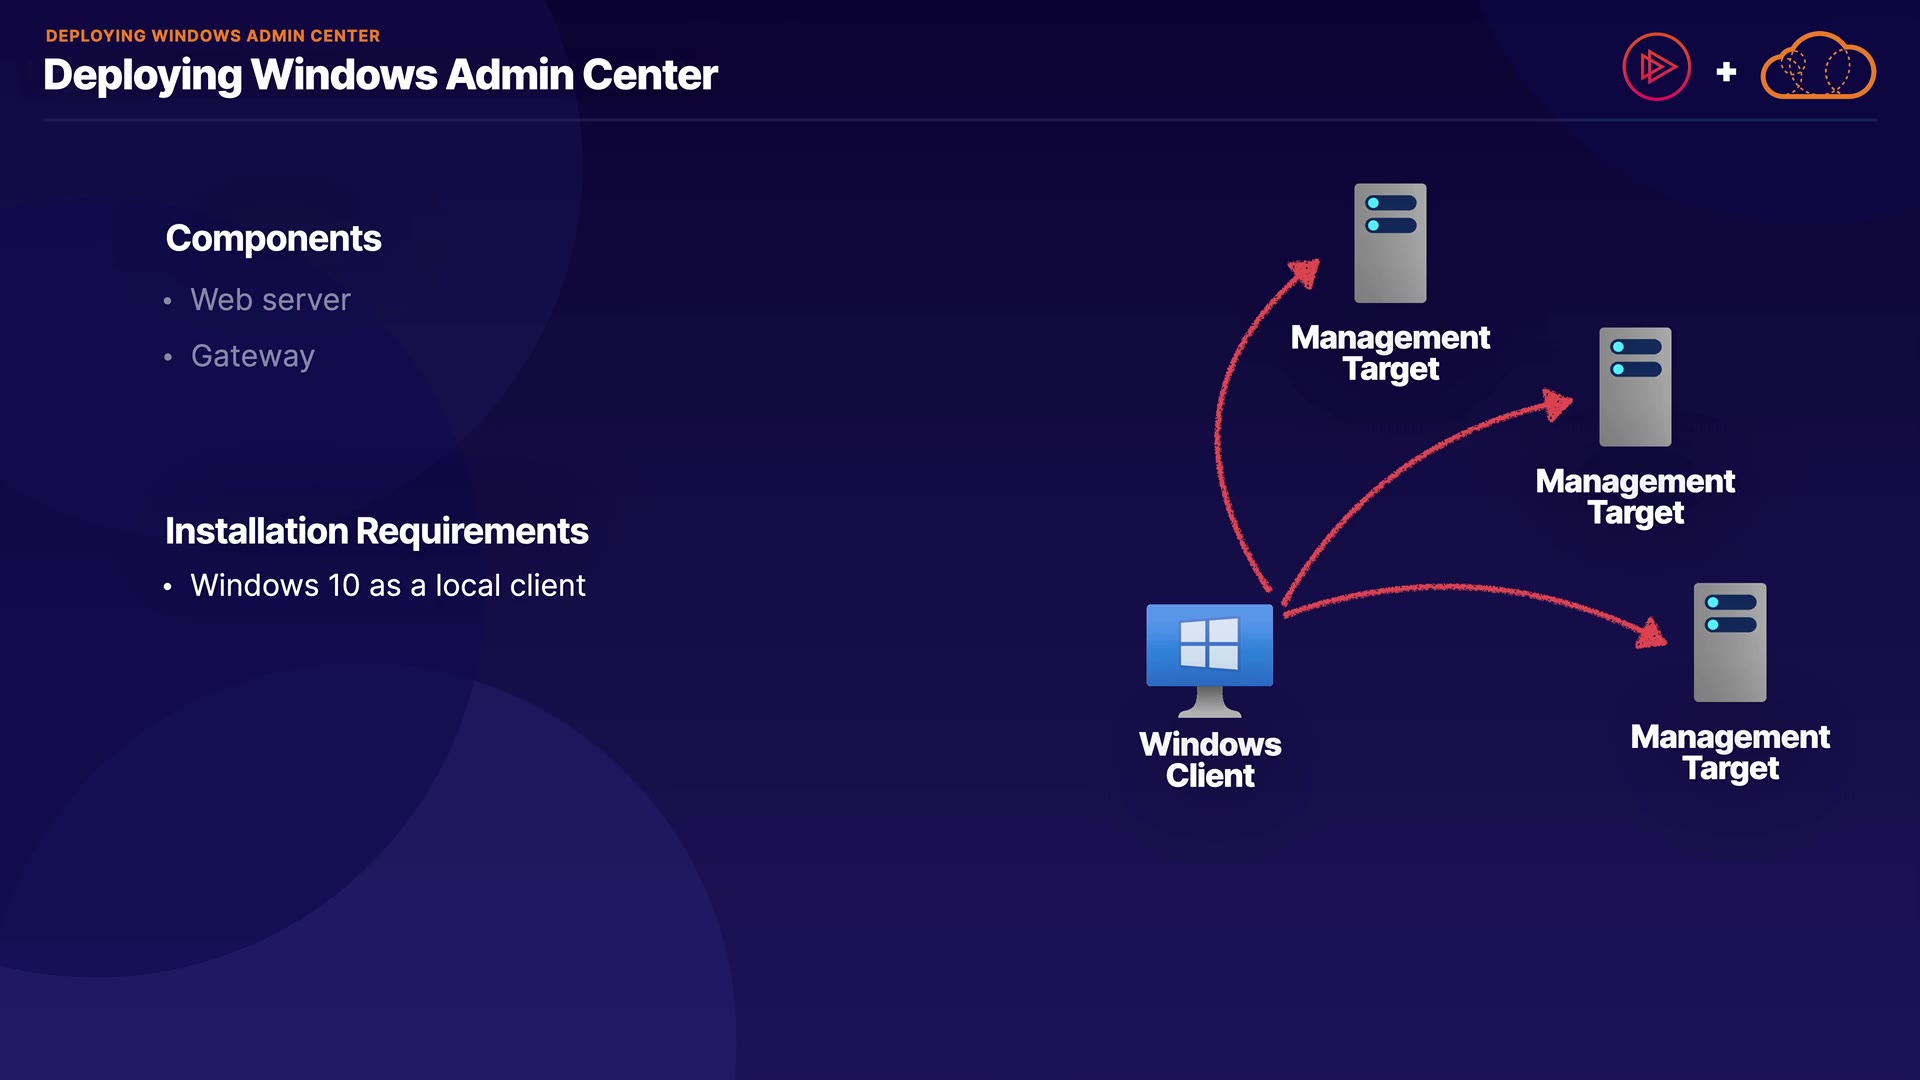 DEPLOYING WINDOWS ADMIN CENTER
Deploying Windows Admin Center
Components
• Web server
• Gateway
Installation Requirements
• Windows 10 as a local client
Management
Target
Management
Target
Management
Target
Windows
Client